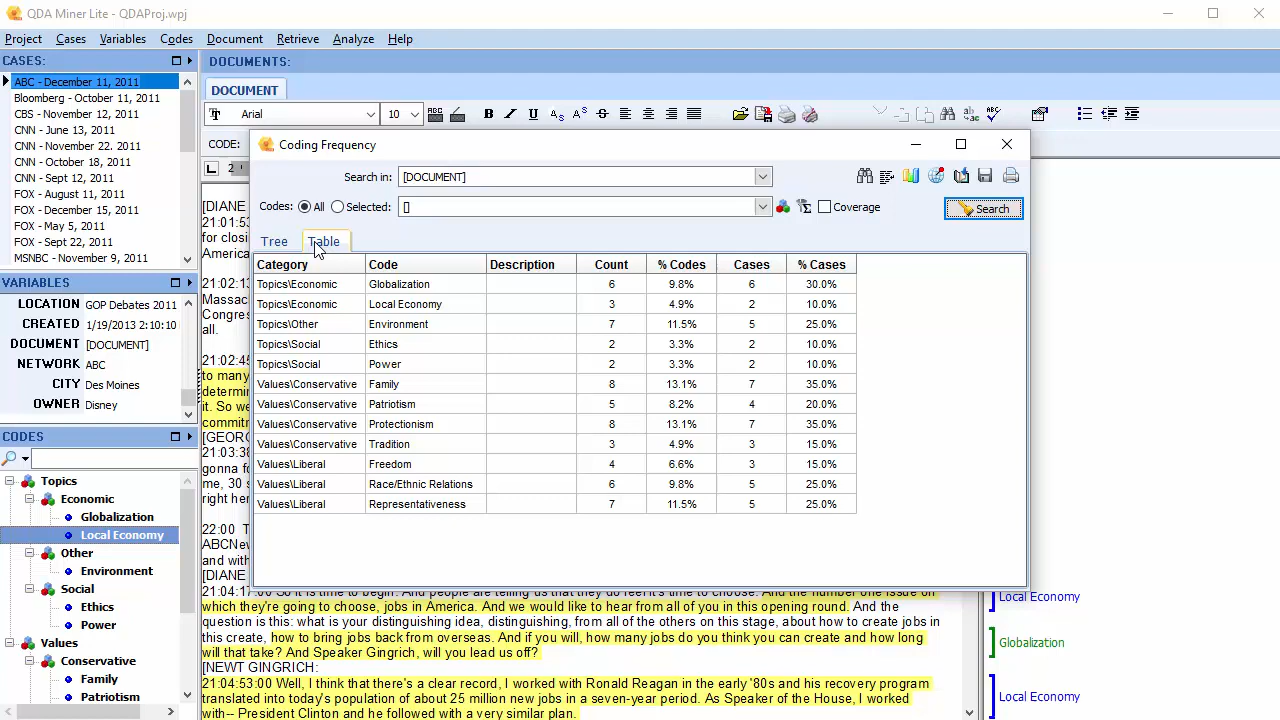 QDA Miner Lite - QDAProj.wpj
Project Cases Variables Codes Document Retrieve Analyze Help
CASES:
ABC - December 11, 2011
Bloomberg - October 11, 2011
CBS - November 12, 2011
CNN - June 13, 2011
CNN - November 22. 2011
CNN - October 18, 2011
CNN - Sept 12, 2011
FOX - August 11, 2011
FOX - December 15, 2011
FOX - May 5, 2011
FOX - Sept 22, 2011
MSNBC - November 9, 2011
VARIABLES
LOCATION GOP Debates 2011
CREATED 1/19/2013 2:10:10
DOCUMENT [DOCUMENT]
NETWORK ABC
CITY Des Moines
OWNER Disney
CODES
Topics
Economic
Globalization
Local Economy
Other
Environment
Social
Ethics
Power
Values
Conservative
Family
Patriotism
DOCUMENTS:
DOCUMENT
Arial 10
CODE:
2
[DIANE
21:01:5
for closi
Americ
21:02:1
Massac
Congre
all.
21:02:4
to many
determi
it. So we
commit
[GEOR
21:03:3
gonna fo
me, 30 s
right her
22:00 T
ABCNew
and with
[DIANE
Coding Frequency
Search in: [DOCUMENT]
Codes: All Selected: [] Coverage Search
Tree Table
Category Code Description Count % Codes Cases % Cases
Topics\Economic Globalization 6 9.8% 6 30.0%
Topics\Economic Local Economy 3 4.9% 2 10.0%
Topics\Other Environment 7 11.5% 5 25.0%
Topics\Social Ethics 2 3.3% 2 10.0%
Topics\Social Power 2 3.3% 2 10.0%
Values\Conservative Family 8 13.1% 7 35.0%
Values\Conservative Patriotism 5 8.2% 4 20.0%
Values\Conservative Protectionism 8 13.1% 7 35.0%
Values\Conservative Tradition 3 4.9% 3 15.0%
Values\Liberal Freedom 4 6.6% 3 15.0%
Values\Liberal Race/Ethnic Relations 6 9.8% 5 25.0%
Values\Liberal Representativeness 7 11.5% 5 25.0%
21:04:17:00 So it is time to begin. And people are telling us that they do feel it's time to choose. And the number one issue on
which they're going to choose, jobs in America. And we would like to hear from all of you in this opening round. And the
question is this: what is your distinguishing idea, distinguishing, from all of the others on this stage, about how to create jobs in
this create, how to bring jobs back from overseas. And if you will, how many jobs do you think you can create and how long
will that take? And Speaker Gingrich, will you lead us off?
[NEWT GINGRICH:
21:04:53:00 Well, I think that there's a clear record, I worked with Ronald Reagan in the early '80s and his recovery program
translated into today's population of about 25 million new jobs in a seven-year period. As Speaker of the House, I worked
with-- President Clinton and he followed with a very similar plan.
Local Economy
Globalization
Local Economy